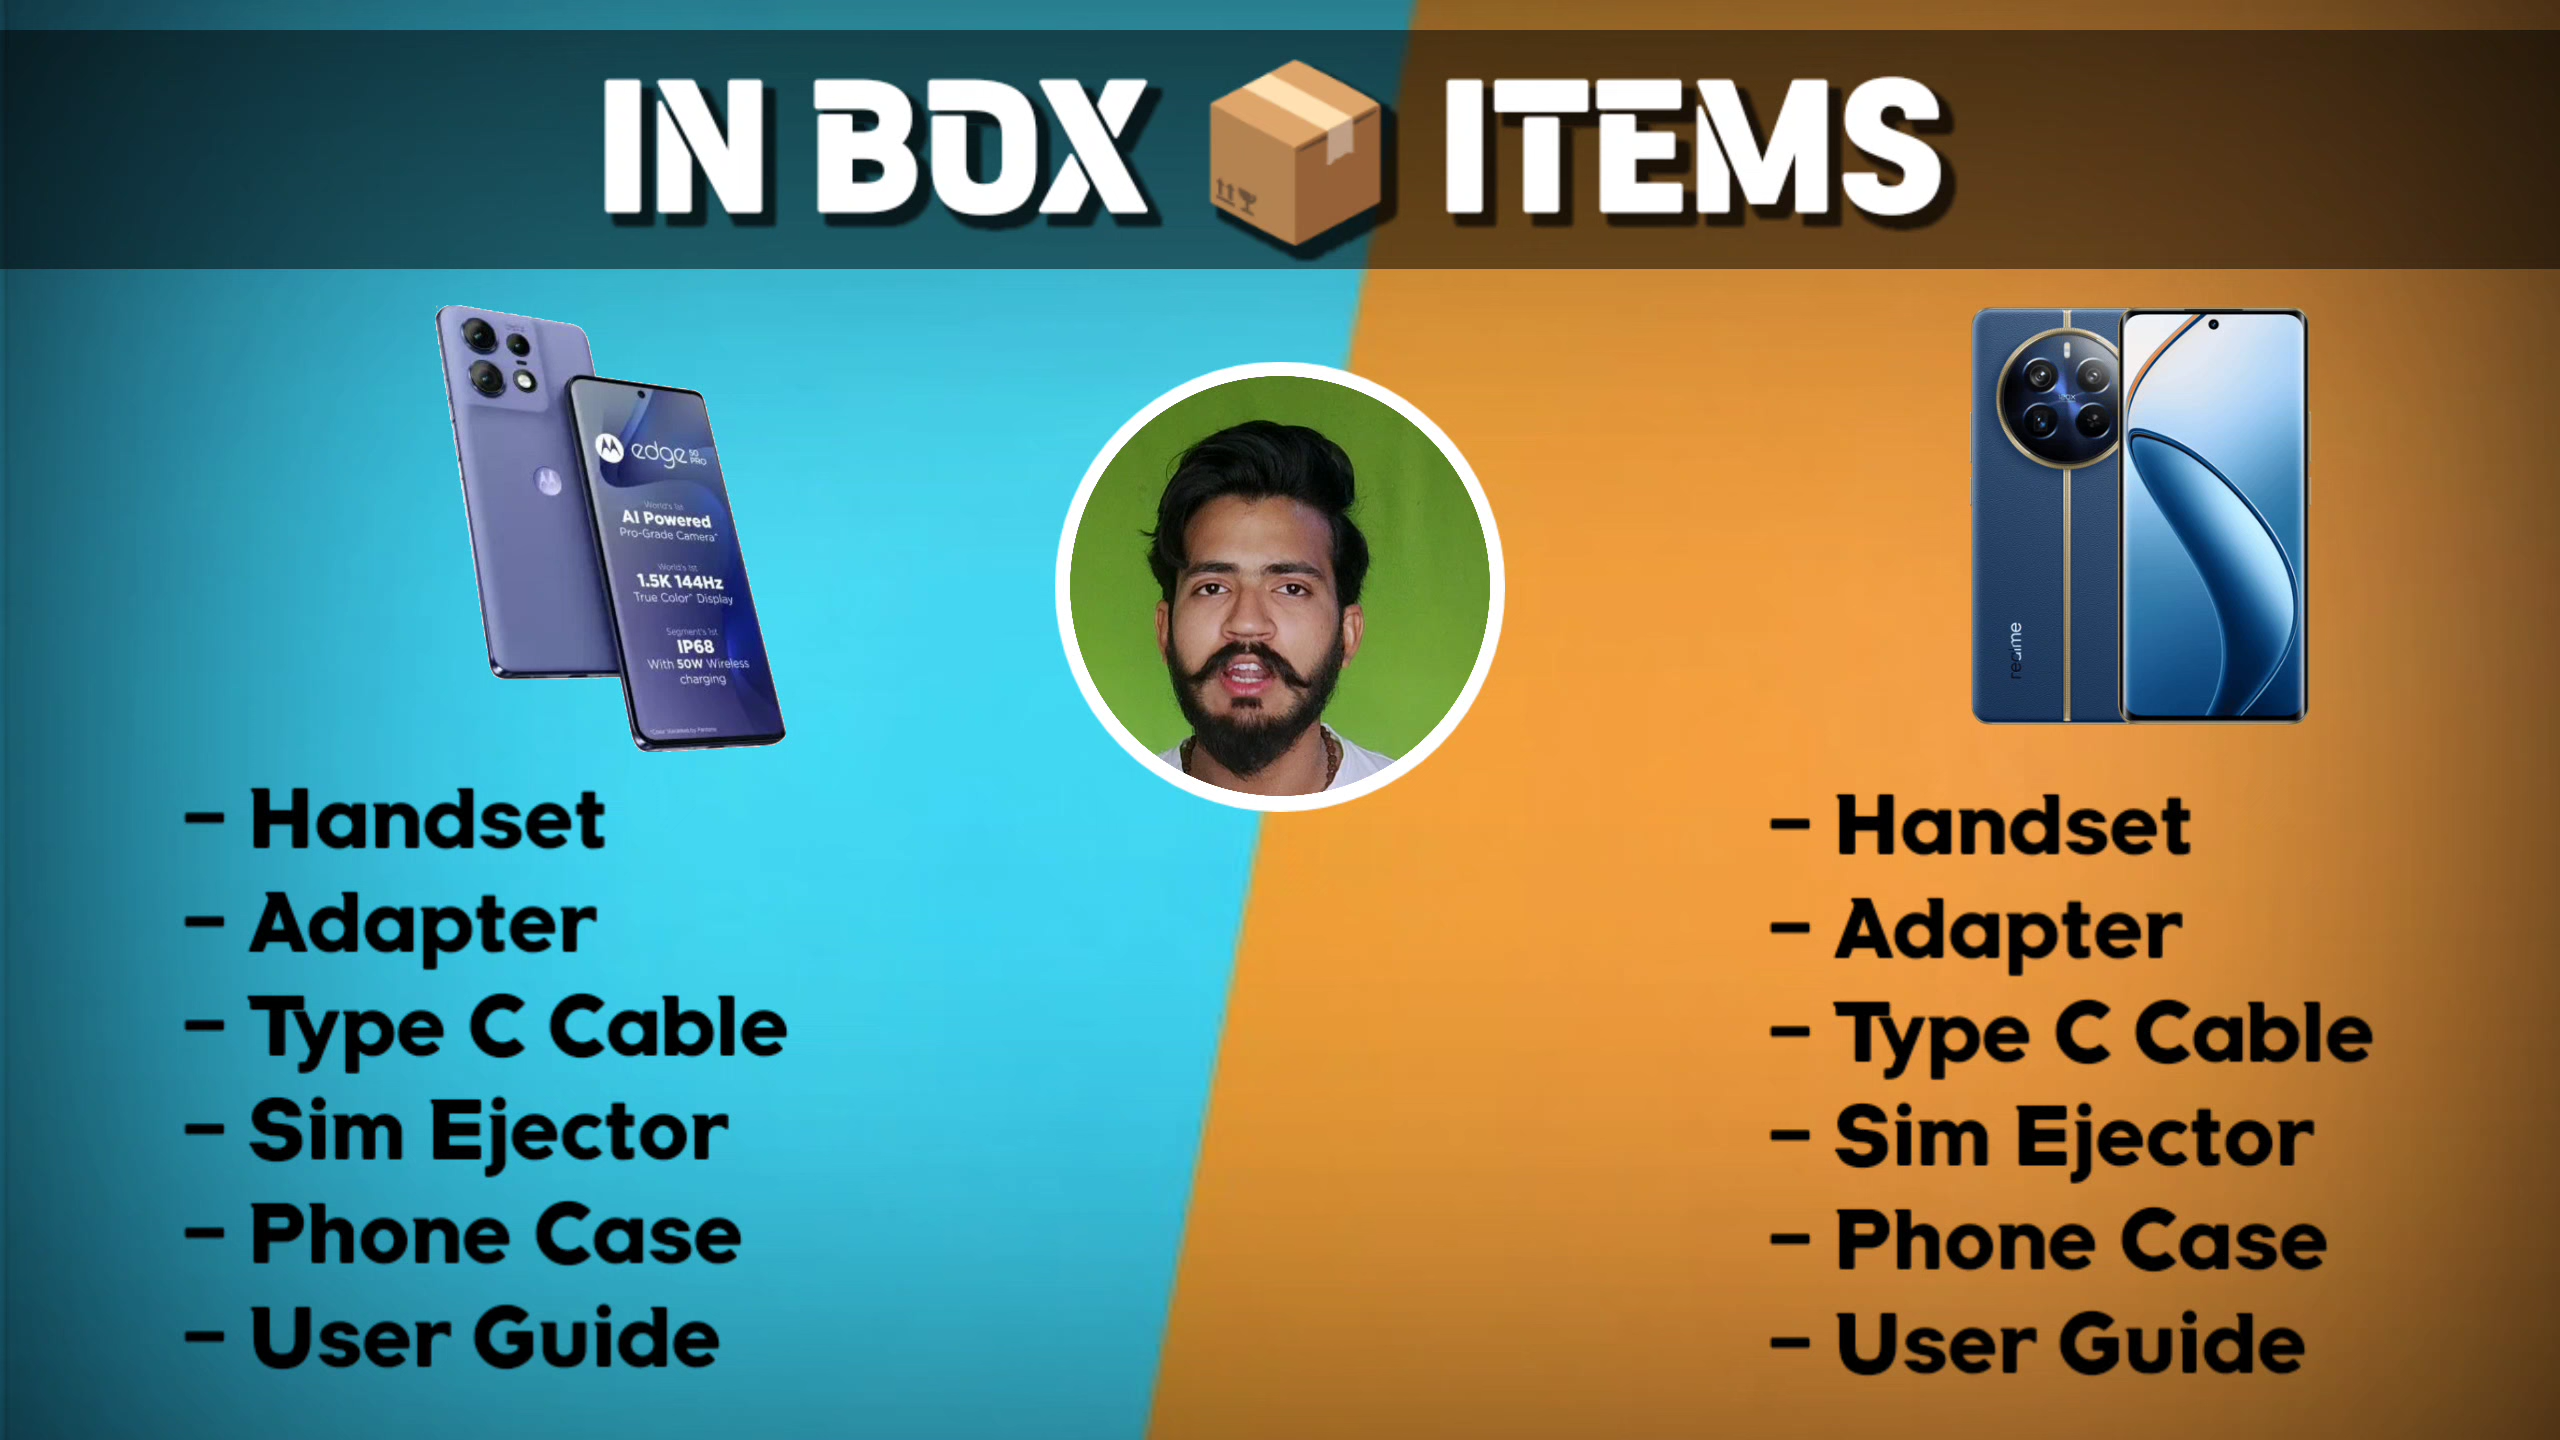 IN BOX 📦 ITEMS
edge 50 PRO
World's 1st
AI Powered
Pro-Grade Camera*
World's 1st
1.5K 144Hz
True Color* Display
Segment's 1st
IP68
With 50W Wireless
charging
realme
- Handset
- Adapter
- Type C Cable
- Sim Ejector
- Phone Case
- User Guide
- Handset
- Adapter
- Type C Cable
- Sim Ejector
- Phone Case
- User Guide